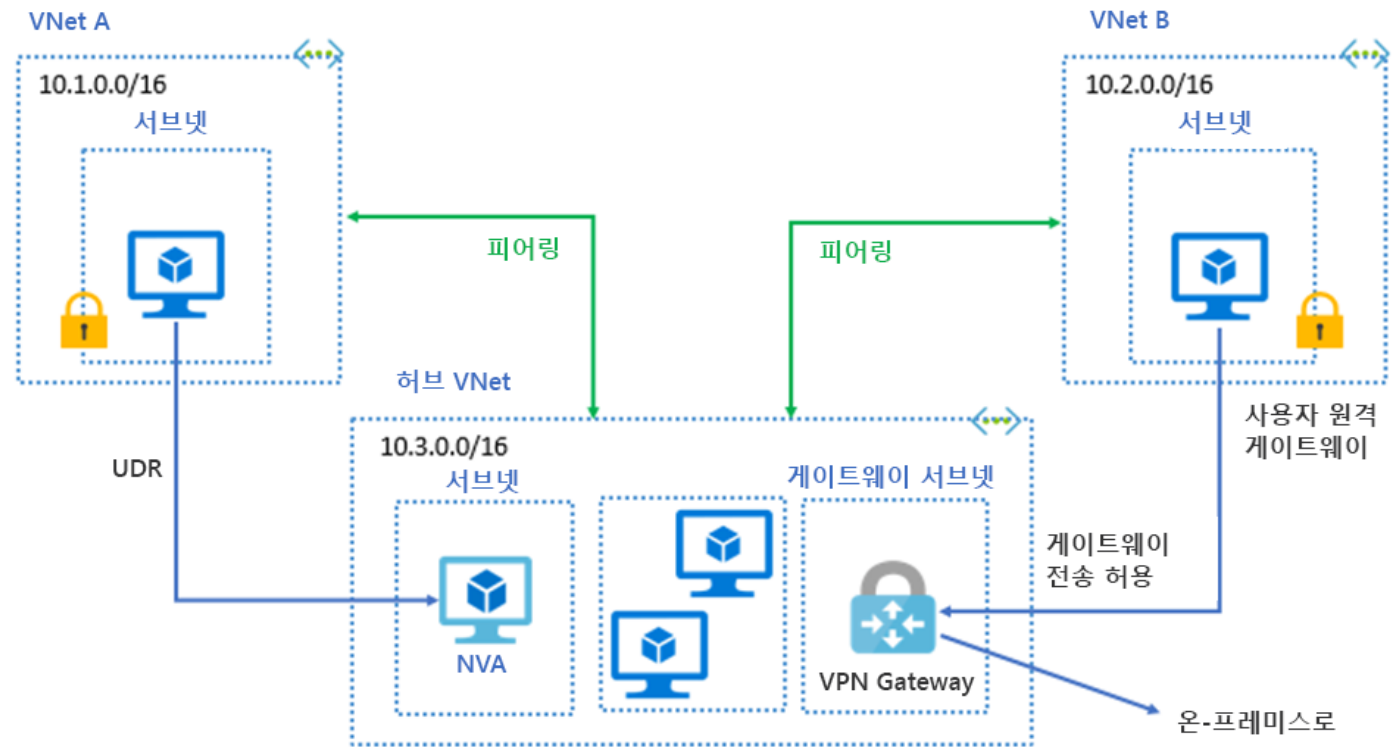 VNet A
VNet B
10.1.0.0/16
서브넷
10.2.0.0/16
서브넷
피어링
피어링
허브 VNet
사용자 원격
게이트웨이
10.3.0.0/16
UDR
서브넷
게이트웨이 서브넷
게이트웨이
전송 허용
NVA
VPN Gateway
온-프레미스로